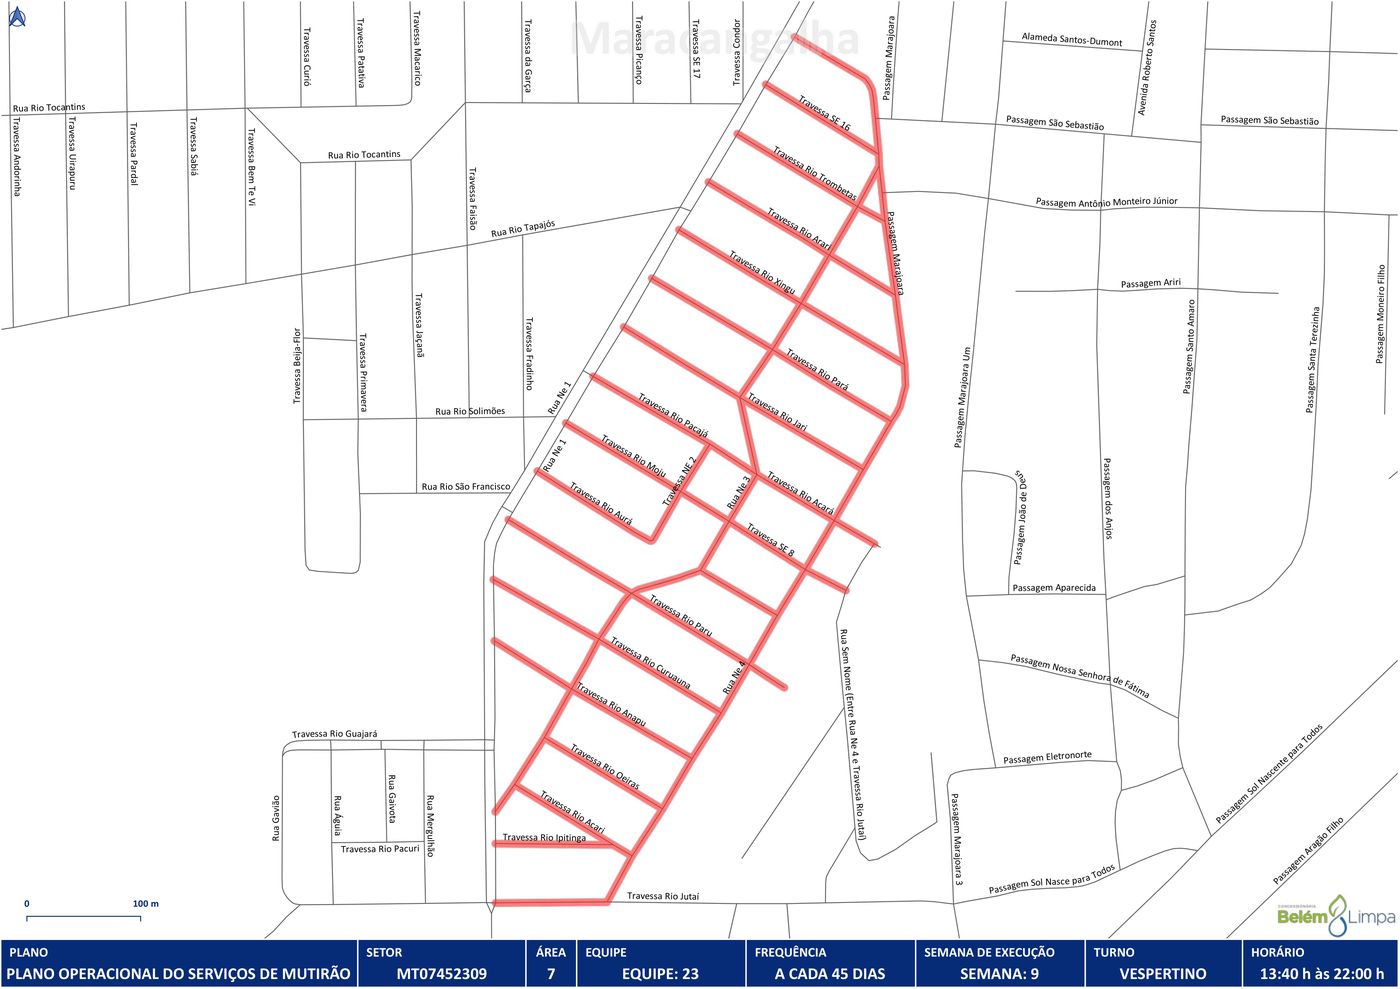 Maracangalha
Travessa Curió
Travessa Patativa
Travessa Macarico
Travessa da Garça
Travessa Picanço
Travessa SE 17
Travessa Condor
Passagem Marajoara
Alameda Santos-Dumont
Avenida Roberto Santos
Rua Rio Tocantins
Travessa Andorinha
Travessa Uirapuru
Travessa Pardal
Travessa Sabiá
Travessa Bem Te Vi
Rua Rio Tocantins
Travessa Faisão
Travessa SE 16
Passagem São Sebastião
Passagem São Sebastião
Travessa Rio Trombetas
Passagem Antônio Monteiro Júnior
Rua Rio Tapajós
Travessa Rio Arari
Passagem Marajoara
Travessa Rio Xingu
Passagem Ariri
Passagem Moneiro Filho
Travessa Beija-Flor
Travessa Primavera
Travessa Jaçanã
Travessa Fradinho
Passagem Santo Amaro
Passagem Santa Terezinha
Travessa Rio Pará
Passagem Marajoara Um
Rua Ne 1
Rua Rio Solimões
Travessa Rio Pacajá
Travessa Rio Jari
Rua Ne 1
Travessa Rio Moju
Travessa NE 2
Rua Ne 3
Travessa Rio Acará
Rua Rio São Francisco
Travessa Rio Aurá
Travessa SE 8
Passagem João de Deus
Passagem dos Anjos
Passagem Aparecida
Travessa Rio Paru
Rua Sem Nome (Entre Rua Ne 4 e Travessa Rio Jutaí)
Travessa Rio Curuauna
Rua Ne 4
Passagem Nossa Senhora de Fátima
Travessa Rio Anapu
Travessa Rio Guajará
Travessa Rio Oeiras
Passagem Eletronorte
Passagem Sol Nascente para Todos
Rua Gavião
Rua Águia
Rua Gaivota
Rua Mergulhão
Travessa Rio Acari
Travessa Rio Ipitinga
Travessa Rio Pacuri
Passagem Marajoara 3
Passagem Aragão Filho
Passagem Sol Nasce para Todos
Travessa Rio Jutaí
0 100 m
CONCESSIONÁRIA
Belém Limpa
PLANO
PLANO OPERACIONAL DO SERVIÇOS DE MUTIRÃO
SETOR
MT07452309
ÁREA
7
EQUIPE
EQUIPE: 23
FREQUÊNCIA
A CADA 45 DIAS
SEMANA DE EXECUÇÃO
SEMANA: 9
TURNO
VESPERTINO
HORÁRIO
13:40 h às 22:00 h